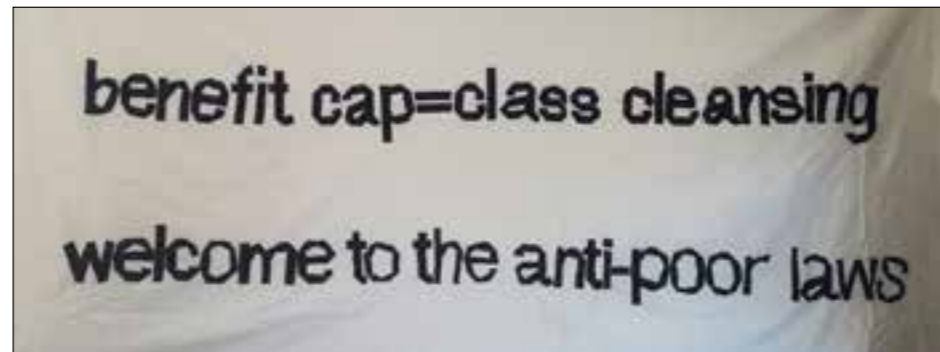 benefit cap=class cleansing
welcome to the anti-poor laws